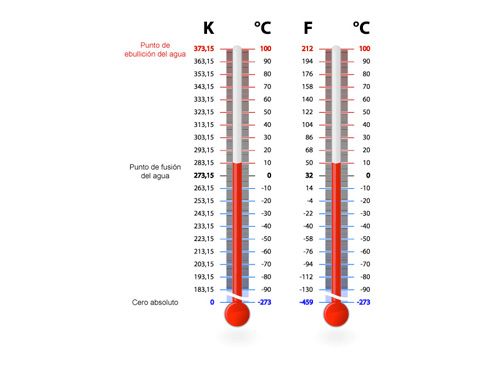 K °C F °C
Punto de
ebullición del agua
373,15 100 212 100
363,15 90 194 90
353,15 80 176 80
343,15 70 158 70
333,15 60 140 60
323,15 50 122 50
313,15 40 104 40
303,15 30 86 30
293,15 20 68 20
283,15 10 50 10
Punto de fusión
del agua
273,15 0 32 0
263,15 -10 14 -10
253,15 -20 -4 -20
243,15 -30 -22 -30
233,15 -40 -40 -40
223,15 -50 -58 -50
213,15 -60 -76 -60
203,15 -70 -94 -70
193,15 -80 -112 -80
183,15 -90 -130 -90
Cero absoluto 0 -273 -459 -273